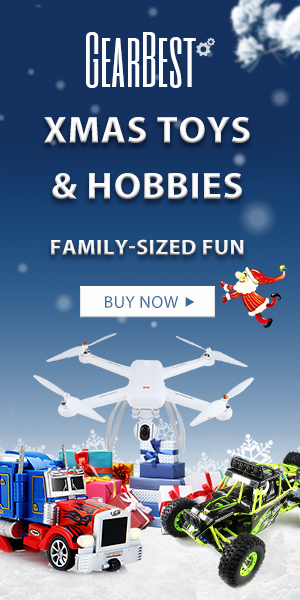 GEARBEST
XMAS TOYS
& HOBBIES
FAMILY-SIZED FUN
BUY NOW